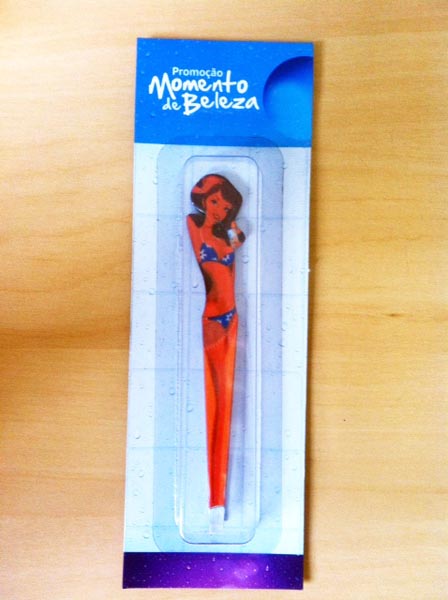 Promoção
Momento
de Beleza